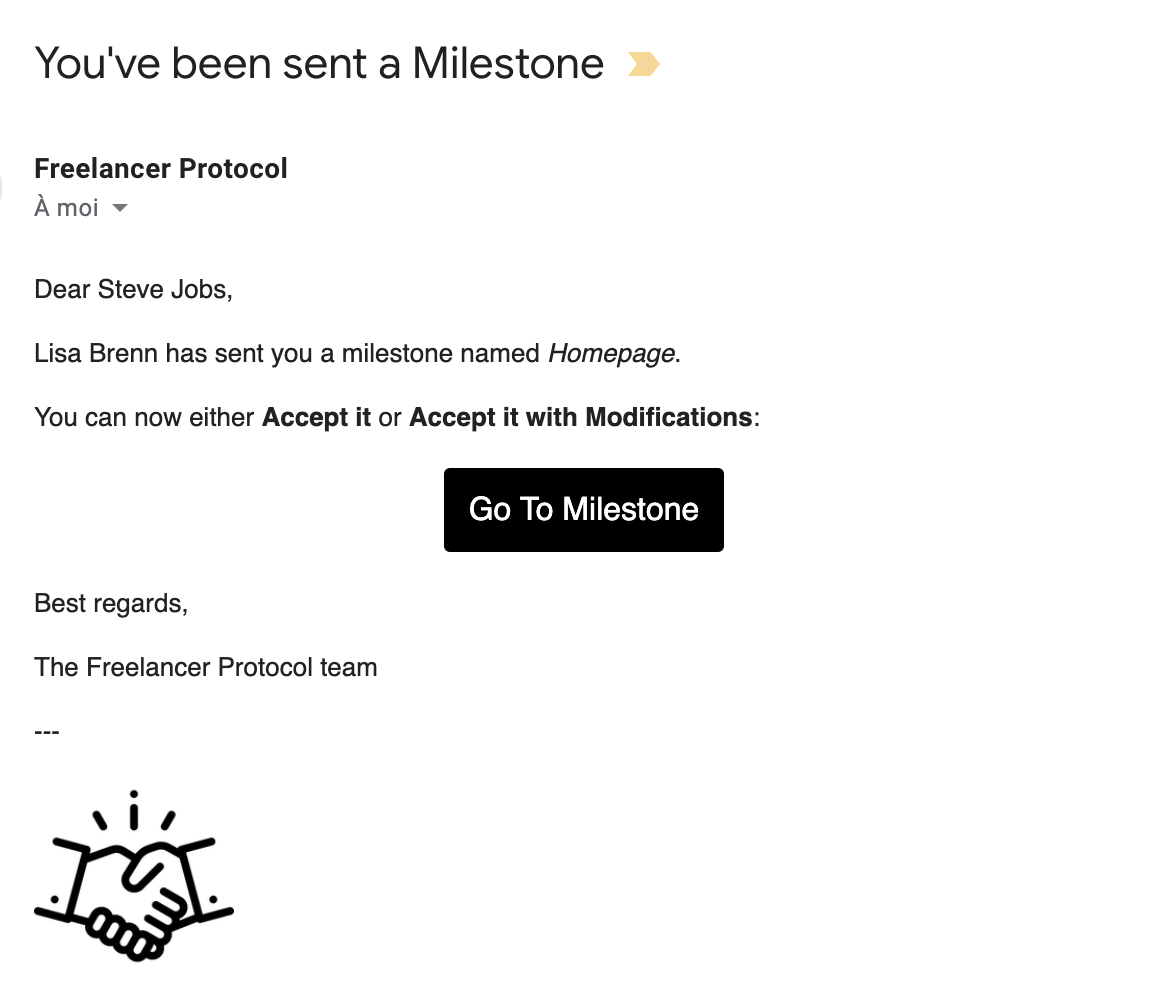 You've been sent a Milestone
Freelancer Protocol
À moi
Dear Steve Jobs,
Lisa Brenn has sent you a milestone named Homepage.
You can now either Accept it or Accept it with Modifications:
Go To Milestone
Best regards,
The Freelancer Protocol team
---